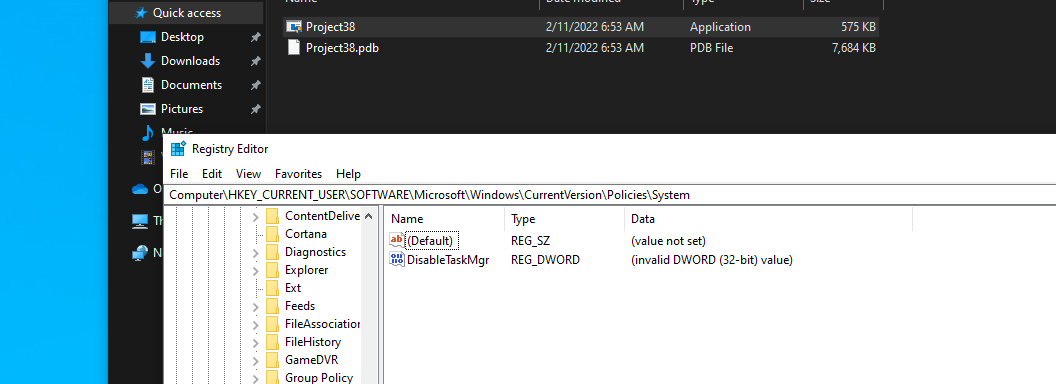 Name Date modified Type Size
Quick access
Project38 2/11/2022 6:53 AM Application 575 KB
Desktop
Project38.pdb 2/11/2022 6:53 AM PDB File 7,684 KB
Downloads
Documents
Pictures
Music
Registry Editor
File Edit View Favorites Help
Computer\HKEY_CURRENT_USER\SOFTWARE\Microsoft\Windows\CurrentVersion\Policies\System
ContentDelive
Name Type Data
Cortana
(Default) REG_SZ (value not set)
Diagnostics
DisableTaskMgr REG_DWORD (invalid DWORD (32-bit) value)
Explorer
Ext
Feeds
FileAssociation
FileHistory
GameDVR
Group Policy